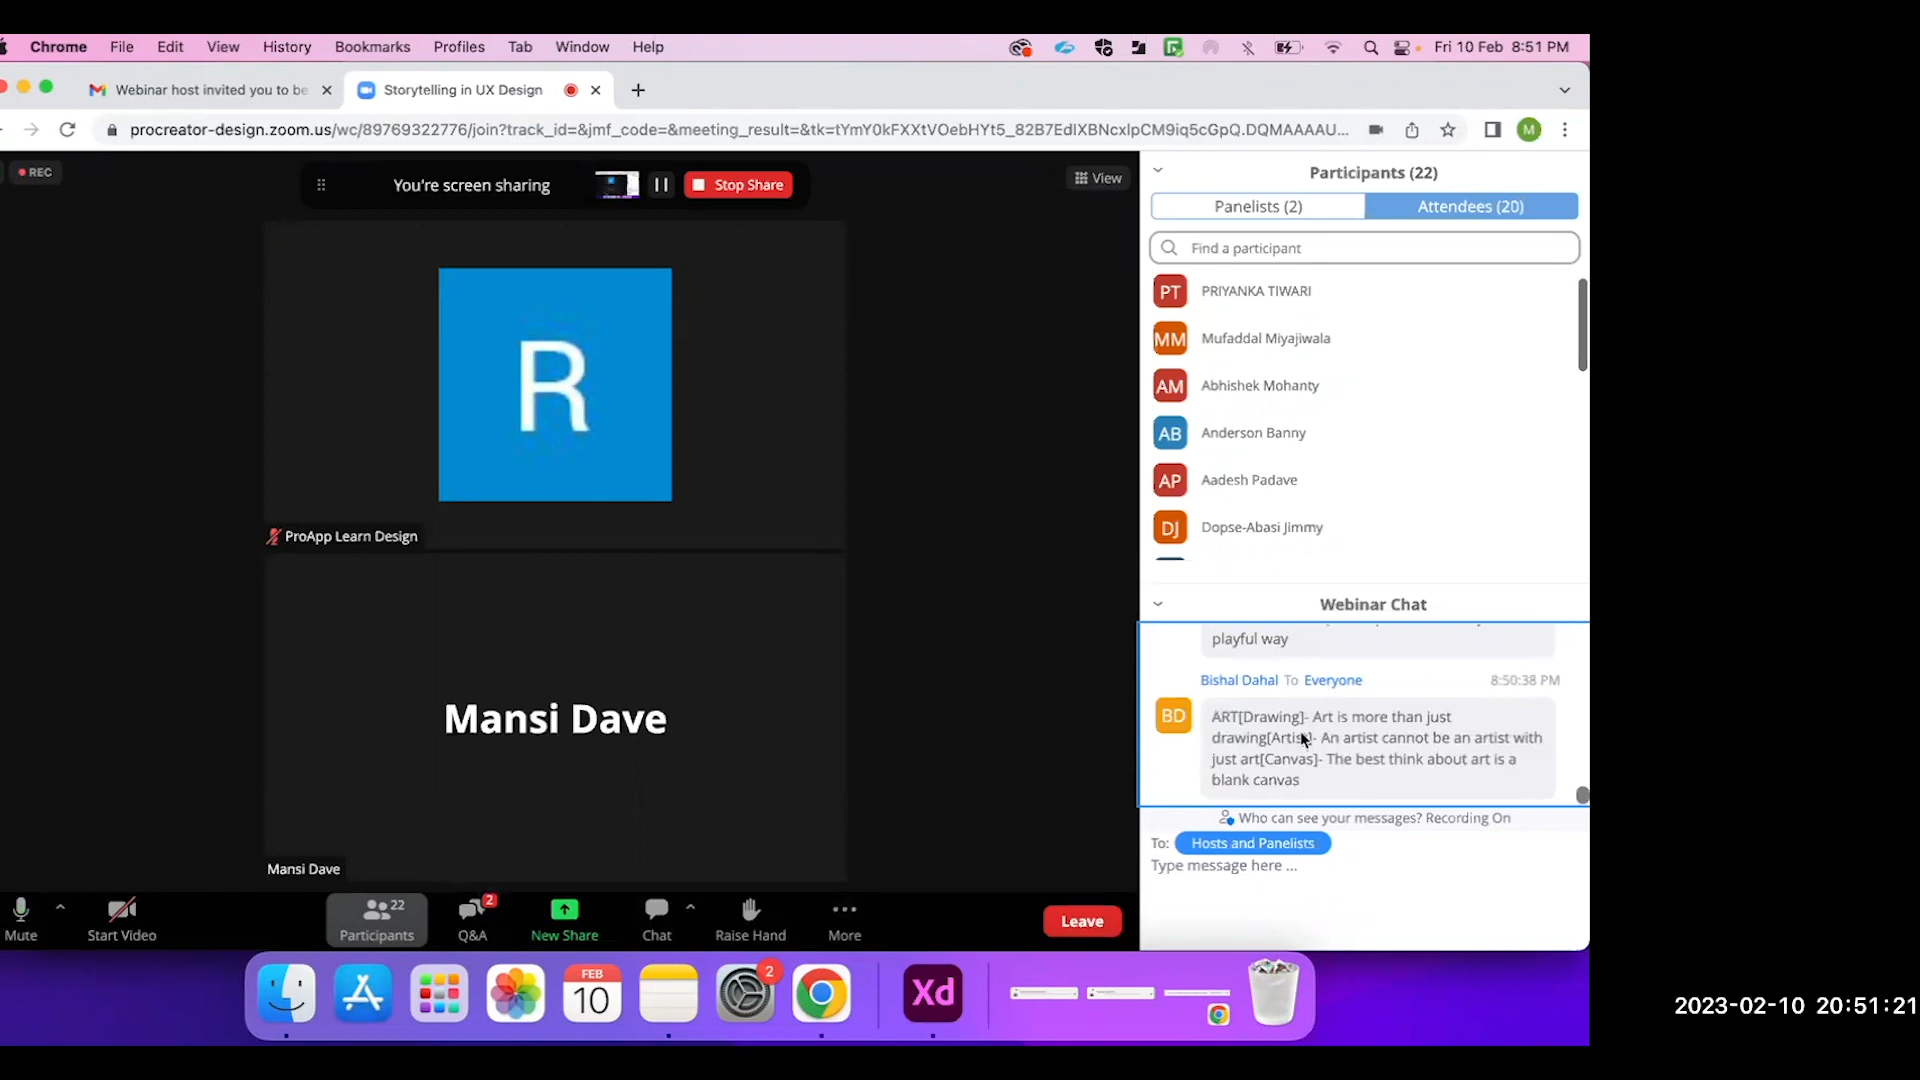 Chrome File Edit View History Bookmarks Profiles Tab Window Help Fri 10 Feb 8:51 PM
Webinar host invited you to be
Storytelling in UX Design
procreator-design.zoom.us/wc/89769322776/join?track_id=&jmf_code=&meeting_result=&tk=tYmY0kFXXtVOebHYt5_82B7EdIXBNcxlpCM9iq5cGpQ.DQMAAAAU...
M
REC
You're screen sharing
Stop Share
View
R
ProApp Learn Design
Mansi Dave
Mansi Dave
Participants (22)
Panelists (2)
Attendees (20)
Find a participant
PT PRIYANKA TIWARI
MM Mufaddal Miyajiwala
AM Abhishek Mohanty
AB Anderson Banny
AP Aadesh Padave
DJ Dopse-Abasi Jimmy
Webinar Chat
playful way
Bishal Dahal To Everyone 8:50:38 PM
BD
ART[Drawing]- Art is more than just
drawing[Artist]- An artist cannot be an artist with
just art[Canvas]- The best think about art is a
blank canvas
Who can see your messages? Recording On
To: Hosts and Panelists
Type message here ...
Mute
Start Video
22
Participants
2
Q&A
New Share
Chat
Raise Hand
More
Leave
FEB
10
2
Xd
2023-02-10 20:51:21